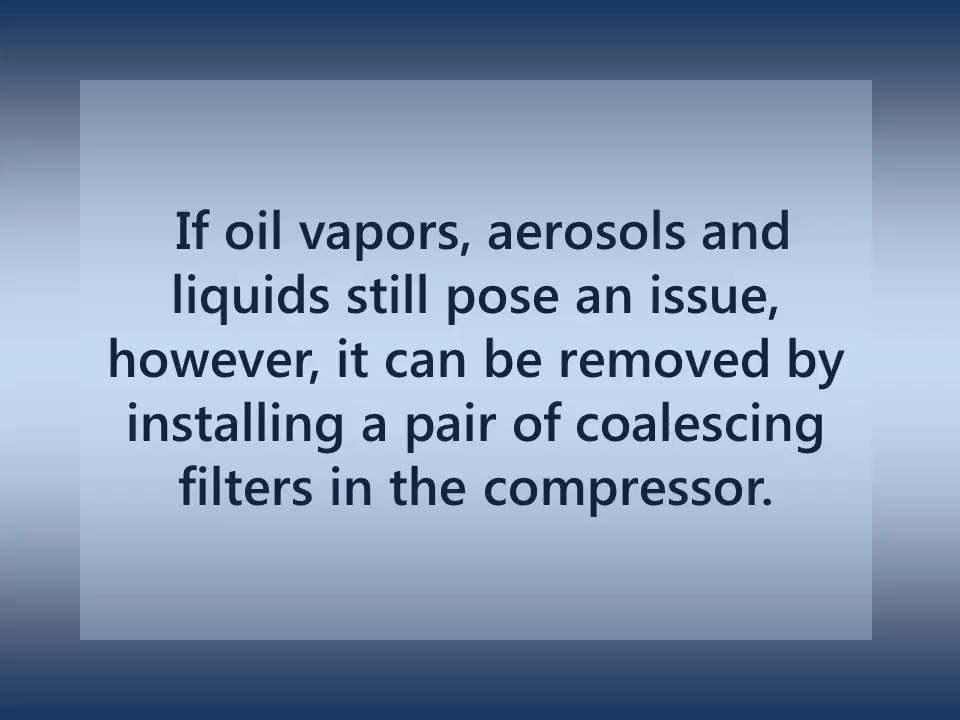 If oil vapors, aerosols and
liquids still pose an issue,
however, it can be removed by
installing a pair of coalescing
filters in the compressor.